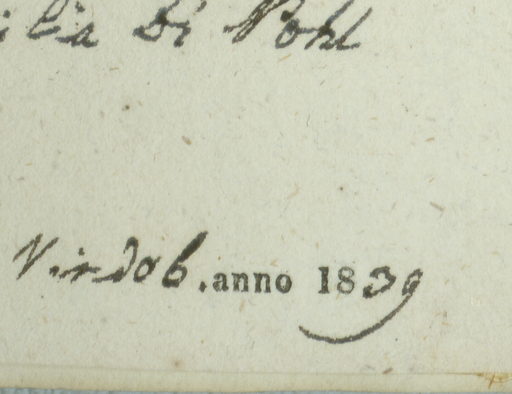 ilia Di Pohl
Vindob. anno 1839